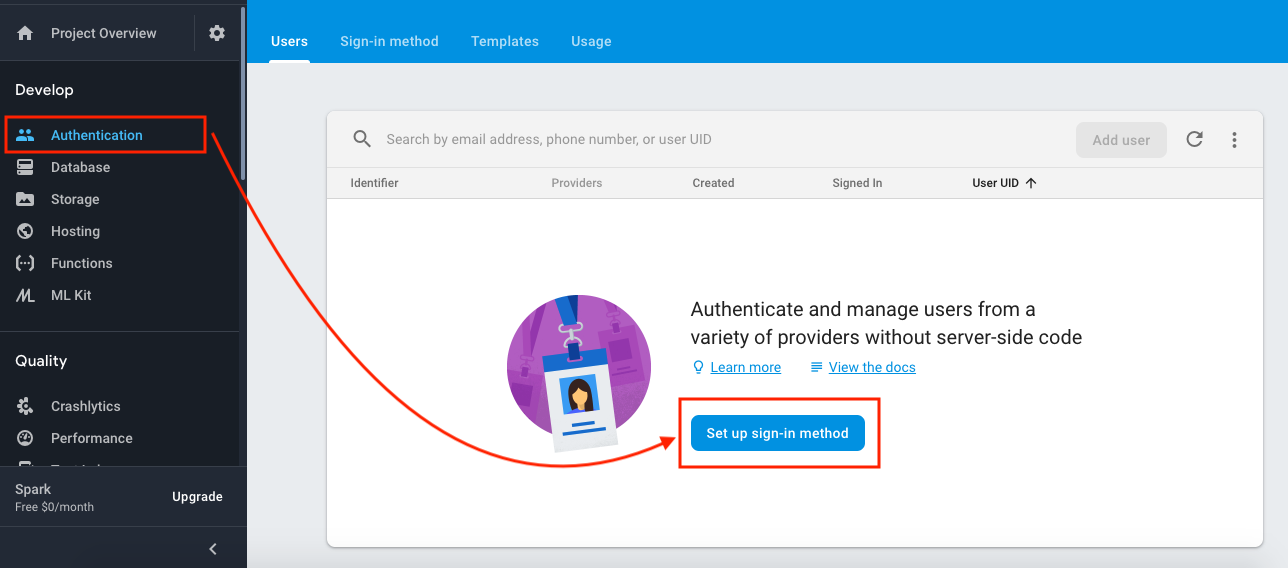 Project Overview
Develop
Authentication
Database
Storage
Hosting
Functions
ML Kit
Quality
Crashlytics
Performance
Spark
Free $0/month
Upgrade
Users Sign-in method Templates Usage
Search by email address, phone number, or user UID
Add user
Identifier Providers Created Signed In User UID
Authenticate and manage users from a
variety of providers without server-side code
Learn more View the docs
Set up sign-in method